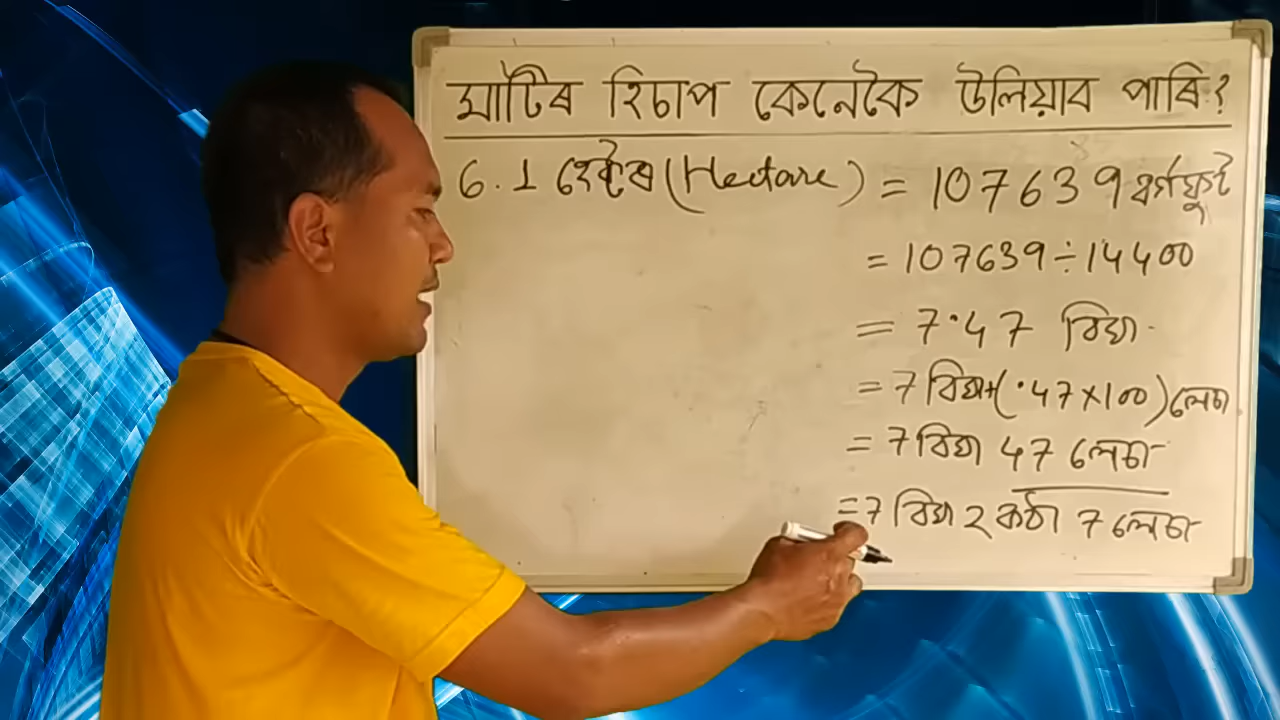 মাটিৰ হিচাপ কেনেকৈ উলিয়াব পাৰি?
6. 1 হেক্টৰ (Hectare) = 107639 বৰ্গফুট
= 107639 ÷ 14400
= 7.47 বিঘা
= 7 বিঘা + (.47 x 100) লেচা
= 7 বিঘা 47 লেচা
= 7 বিঘা ২ কঠা 7 লেচা